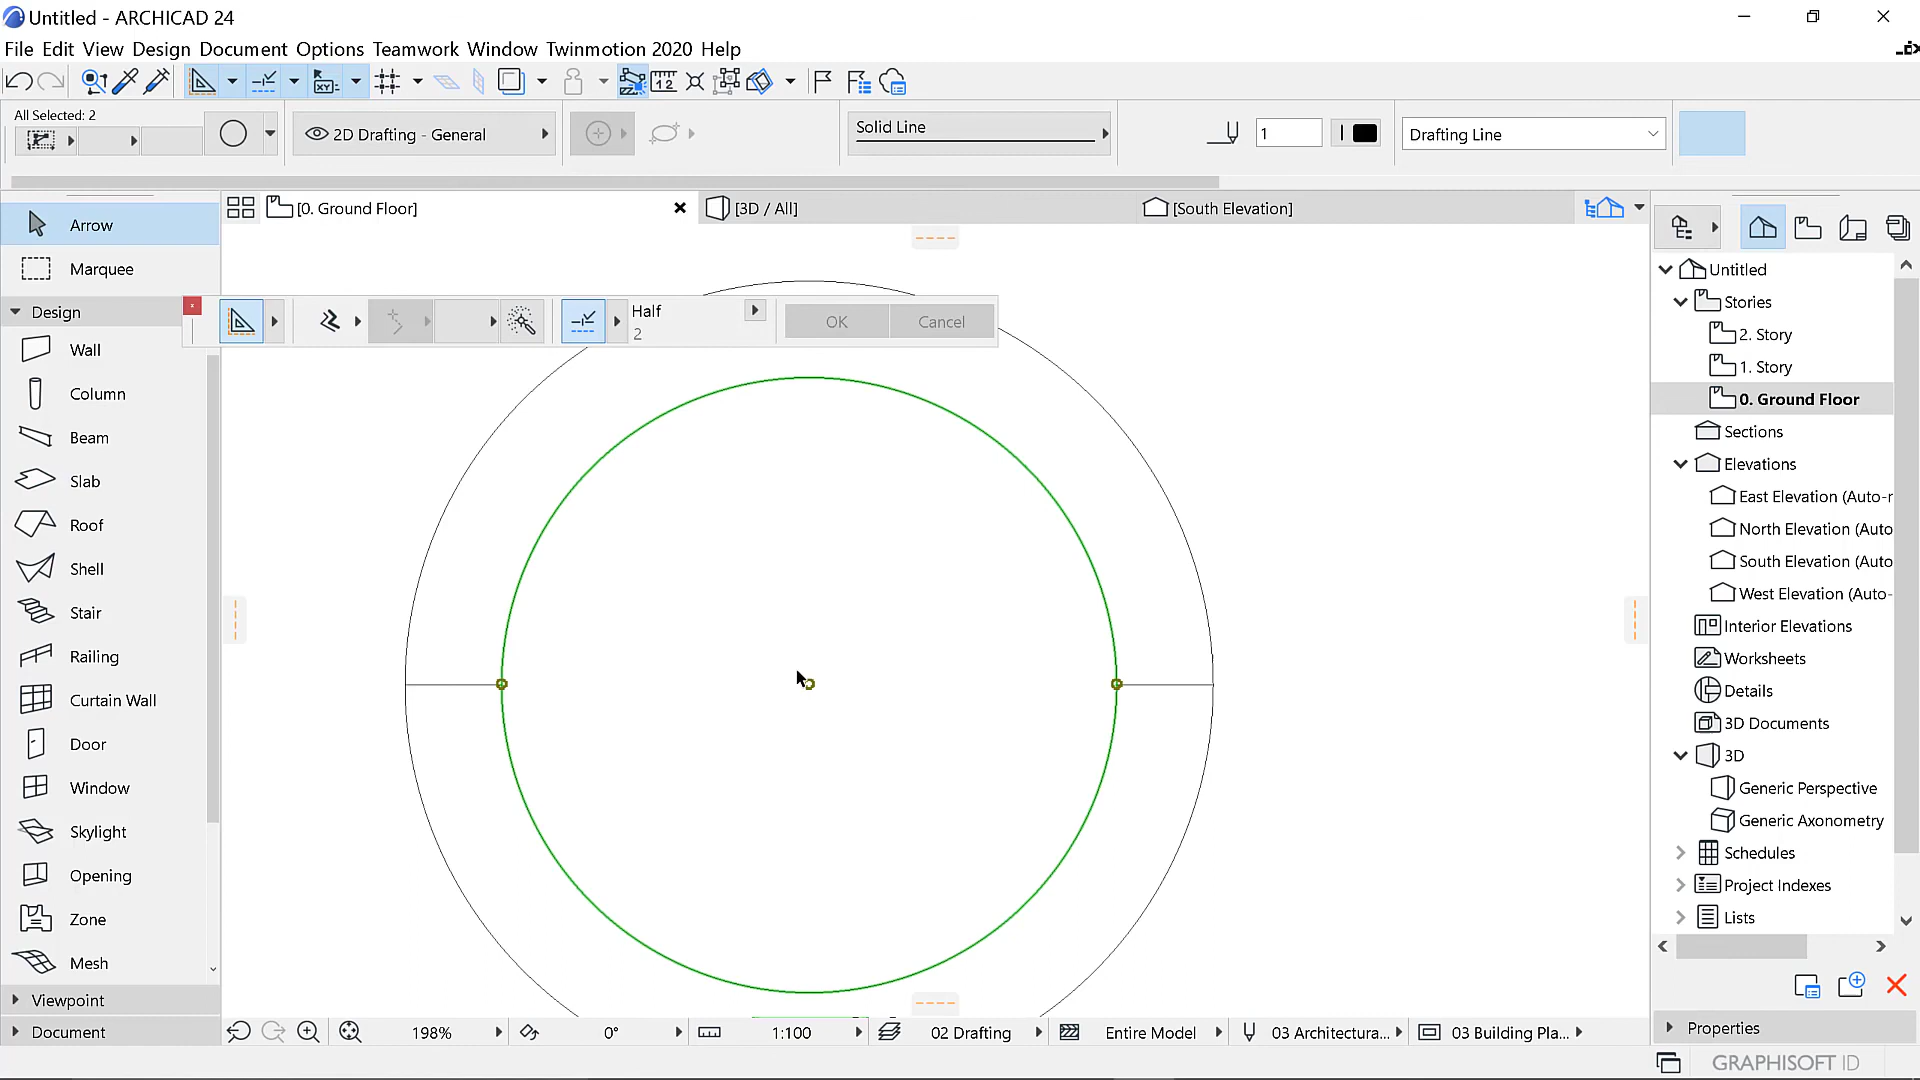 Untitled - ARCHICAD 24
File Edit View Design Document Options Teamwork Window Twinmotion 2020 Help
All Selected: 2
2D Drafting - General
Solid Line
1
Drafting Line
[0. Ground Floor]
[3D / All]
[South Elevation]
Arrow
Marquee
Design
Wall
Column
Beam
Slab
Roof
Shell
Stair
Railing
Curtain Wall
Door
Window
Skylight
Opening
Zone
Mesh
Viewpoint
Document
Half
2
OK
Cancel
Untitled
Stories
2. Story
1. Story
0. Ground Floor
Sections
Elevations
East Elevation (Auto-r
North Elevation (Auto
South Elevation (Auto
West Elevation (Auto-
Interior Elevations
Worksheets
Details
3D Documents
3D
Generic Perspective
Generic Axonometry
Schedules
Project Indexes
Lists
Properties
198%
0°
1:100
02 Drafting
Entire Model
03 Architectura...
03 Building Pla...
GRAPHISOFT ID